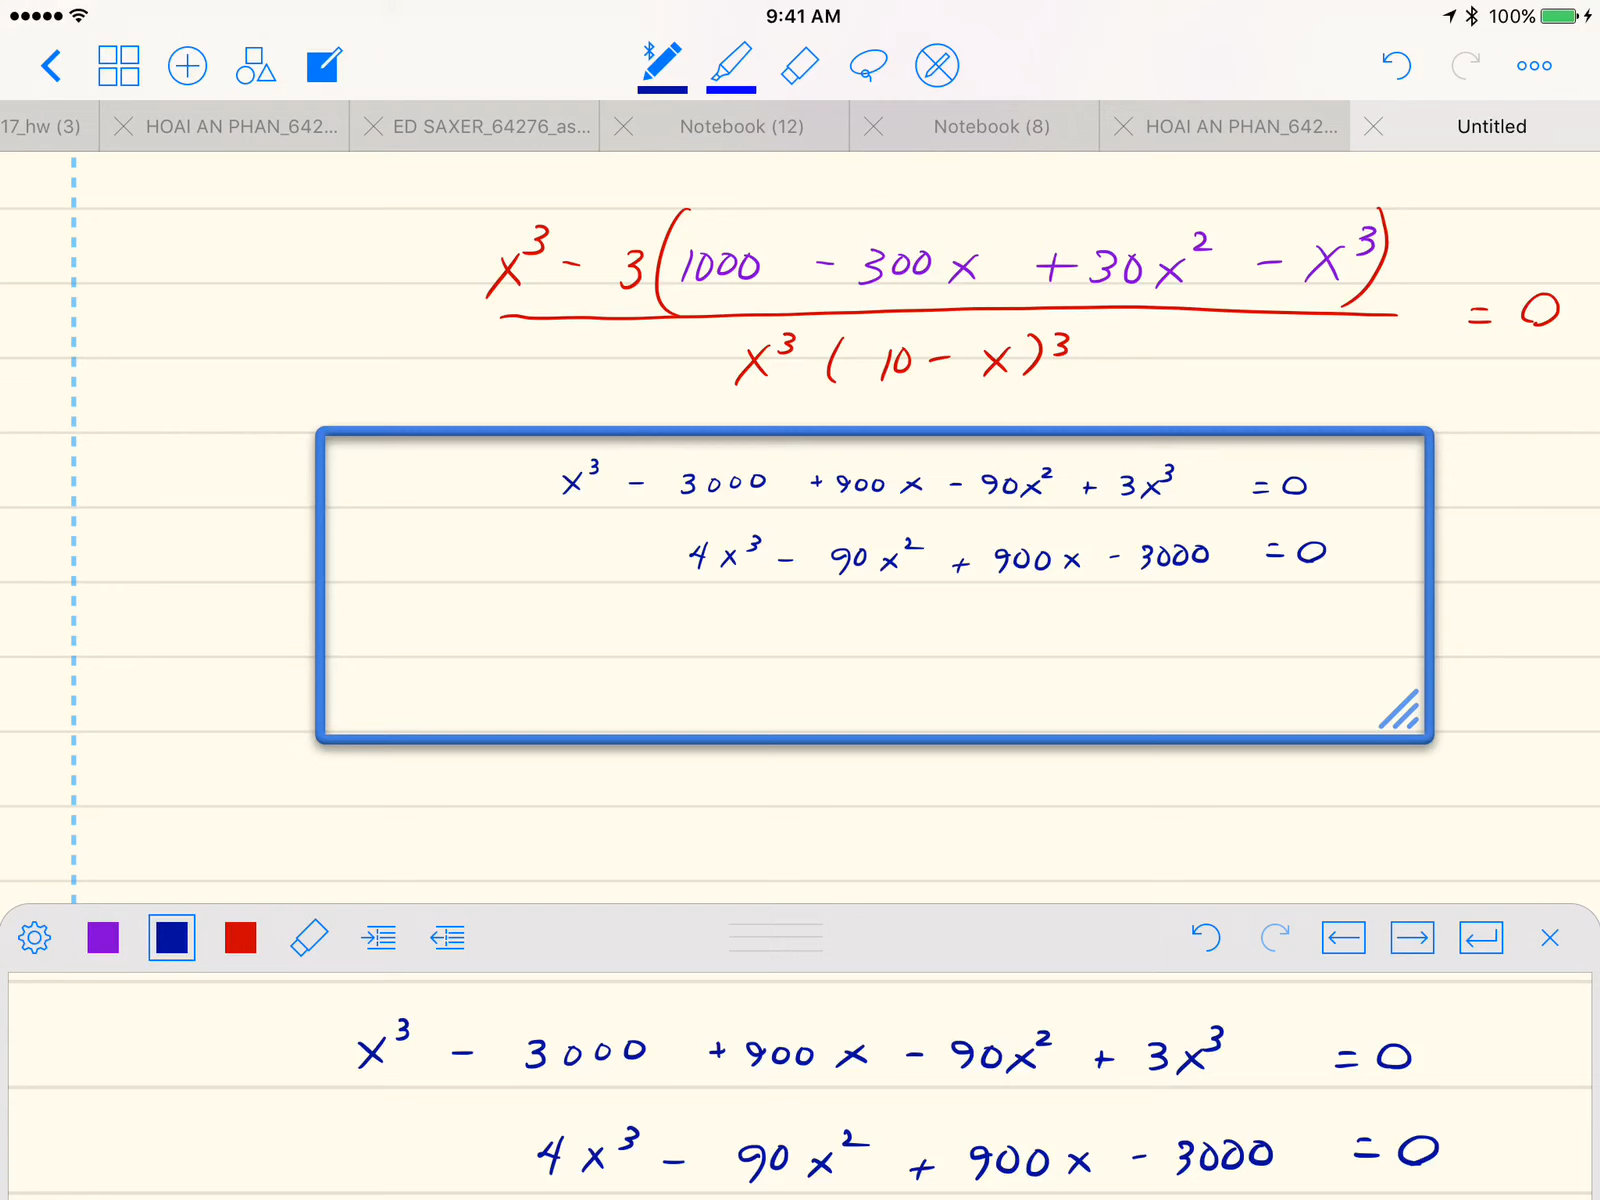 9:41 AM 100%
17_hw (3) HOAI AN PHAN_642... ED SAXER_64276_as... Notebook (12) Notebook (8) HOAI AN PHAN_642... Untitled
x³ - 3(1000 - 300x + 30x² - x³)
= 0
x³ (10 - x)³
x³ - 3000 + 900x - 90x² + 3x³ = 0
4x³ - 90x² + 900x - 3000 = 0
x³ - 3000 + 900x - 90x² + 3x³ = 0
4x³ - 90x² + 900x - 3000 = 0